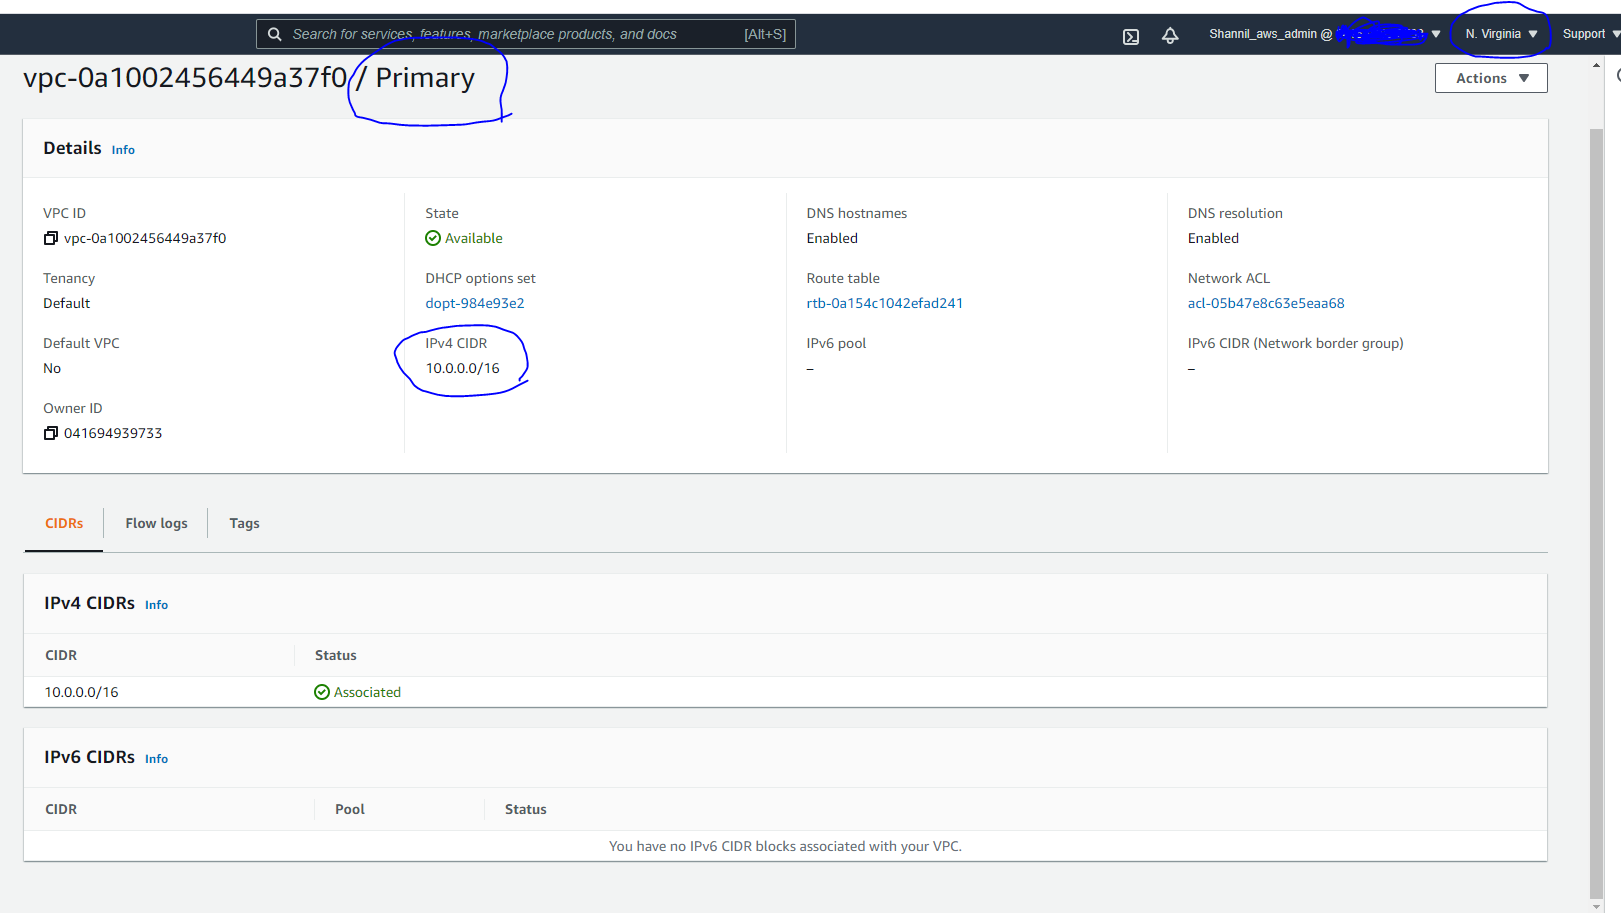 Search for services, features, marketplace products, and docs [Alt+S] Shannil_aws_admin @ N. Virginia Support
vpc-0a1002456449a37f0 / Primary Actions
Details Info
VPC ID State DNS hostnames DNS resolution
vpc-0a1002456449a37f0 Available Enabled Enabled
Tenancy DHCP options set Route table Network ACL
Default dopt-984e93e2 rtb-0a154c1042efad241 acl-05b47e8c63e5eaa68
Default VPC IPv4 CIDR IPv6 pool IPv6 CIDR (Network border group)
No 10.0.0.0/16 – –
Owner ID
041694939733
CIDRs Flow logs Tags
IPv4 CIDRs Info
CIDR Status
10.0.0.0/16 Associated
IPv6 CIDRs Info
CIDR Pool Status
You have no IPv6 CIDR blocks associated with your VPC.